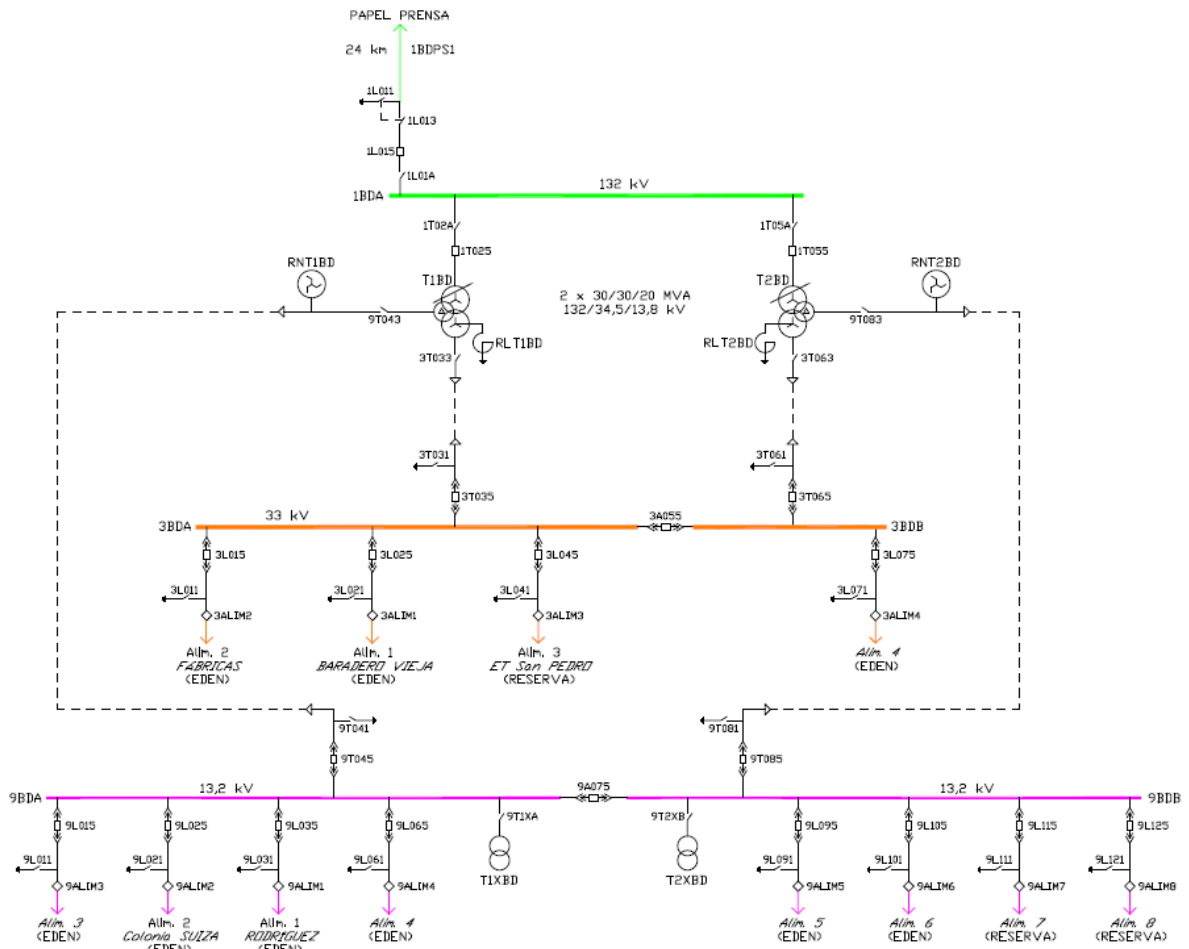 PAPEL PRENSA
24 km 1BDPS1
1L011
1L013
1L015
1L01A
132 kV
1BDA
1T02A 1T05A
1T025 1T055
RNT1BD RNT2BD
T1BD T2BD
2 x 30/30/20 MVA
132/34,5/13,8 kV
9T043 9T083
RLT1BD RLT2BD
3T033 3T063
3T031 3T061
3T035 3T065
33 kV 3A055
3BDA 3BDB
3L015 3L025 3L045 3L075
3L011 3L021 3L041 3L071
3ALIM2 3ALIM1 3ALIM3 3ALIM4
Alim. 2 Alim. 1 Alim. 3 Alim. 4
FABRICAS BARADERO VIEJA ET San PEDRO (EDEN)
(EDEN) (EDEN) (RESERVA)
9T041 9T081
9T045 9T085
13,2 kV 9A075 13,2 kV
9BDA 9BDB
9L015 9L025 9L035 9L065 9T1XA 9T2XB 9L095 9L105 9L115 9L125
9L011 9L021 9L031 9L061 9L091 9L101 9L111 9L121
9ALIM3 9ALIM2 9ALIM1 9ALIM4 T1XBD T2XBD 9ALIM5 9ALIM6 9ALIM7 9ALIM8
Alim. 3 Alim. 2 Alim. 1 Alim. 4 Alim. 5 Alim. 6 Alim. 7 Alim. 8
(EDEN) Colonia SUIZA RODRIGUEZ (EDEN) (EDEN) (EDEN) (RESERVA) (RESERVA)
(EDEN) (EDEN)